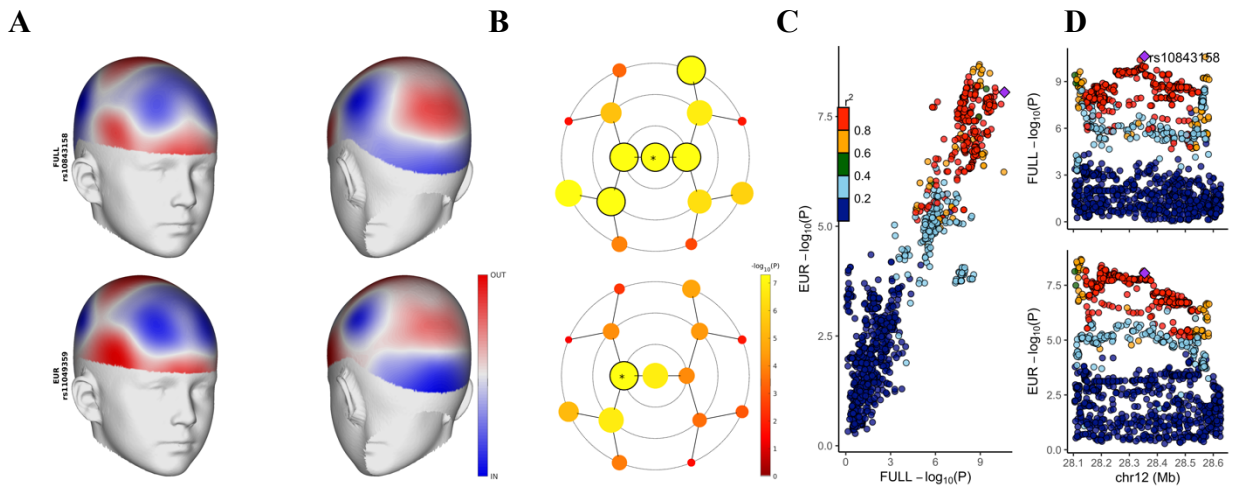 A
B
C
D
FULL
rs10843158
EUR
rs11049359
OUT
IN
*
*
-log10(P)
7
6
5
4
3
2
1
0
EUR −log10(P)
7.5
5.0
2.5
0.0
r2
0.8
0.6
0.4
0.2
0
3
6
9
FULL −log10(P)
rs10843158
FULL −log10(P)
9
6
3
0
EUR −log10(P)
7.5
5.0
2.5
0.0
28.1 28.2 28.3 28.4 28.5 28.6
chr12 (Mb)